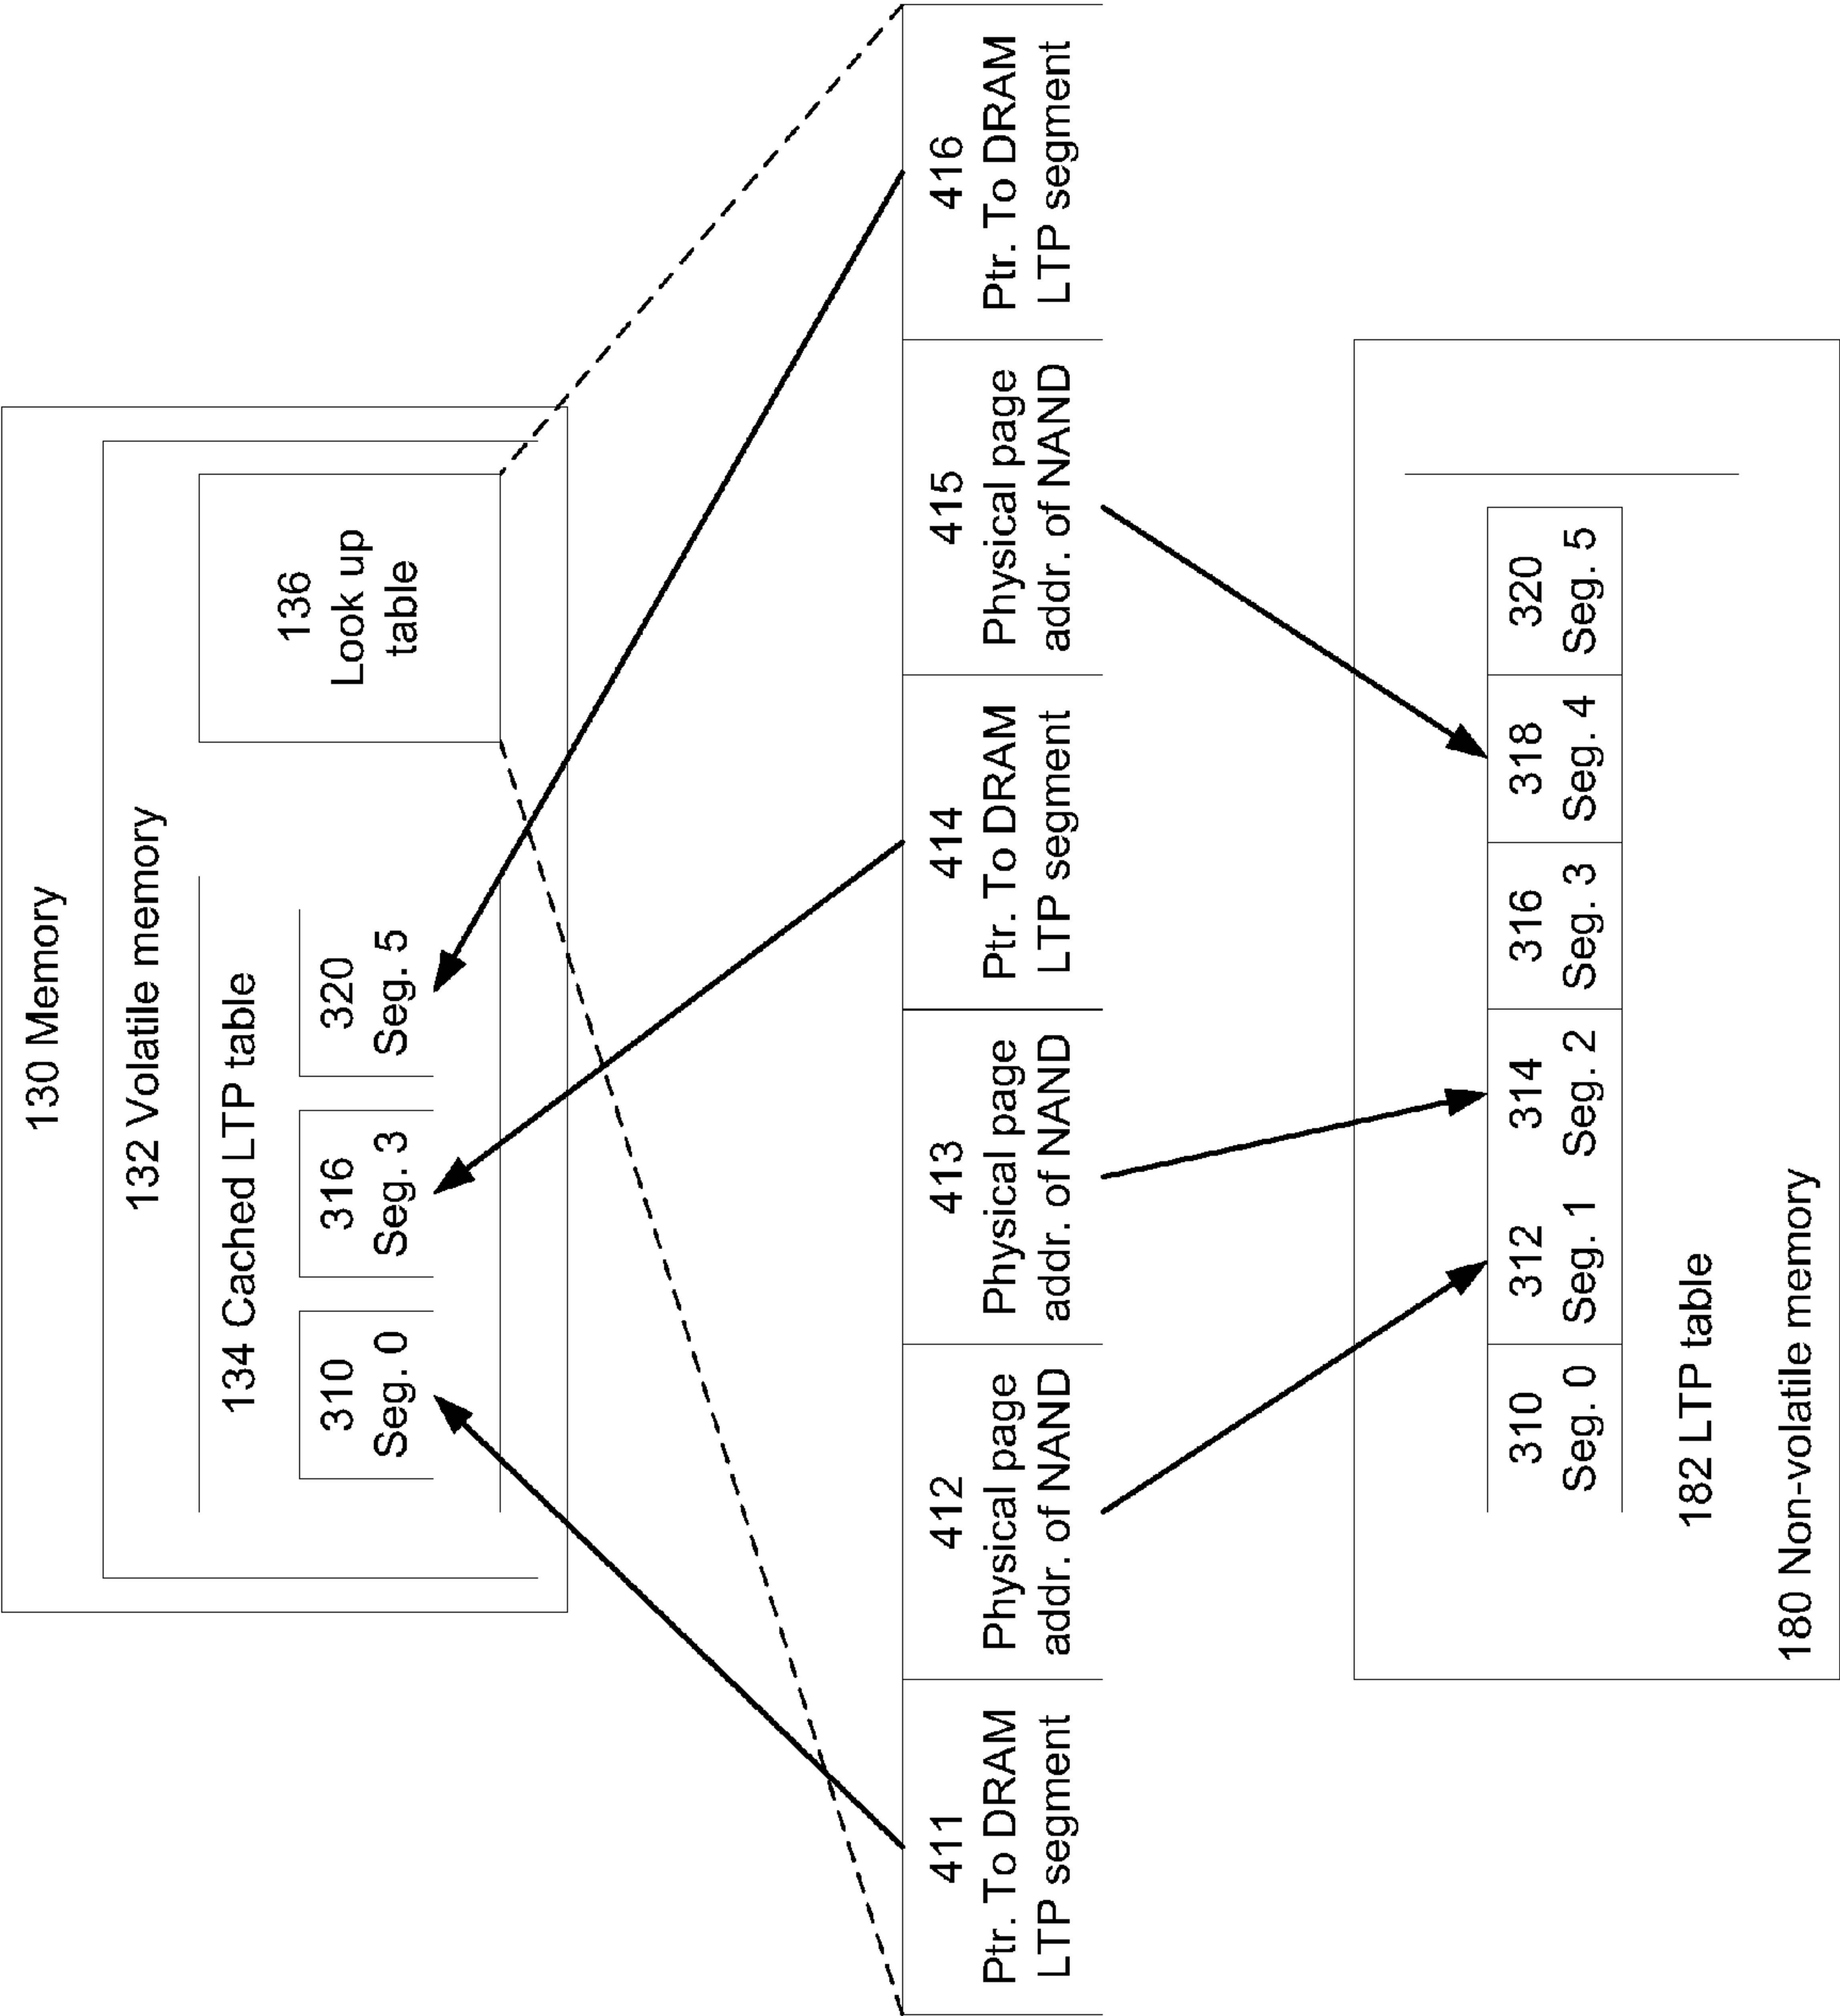 130 Memory
132 Volatile memory
134 Cached LTP table
310
Seg. 0
316
Seg. 3
320
Seg. 5
136
Look up
table
411
Ptr. To DRAM
LTP segment
412
Physical page
addr. of NAND
413
Physical page
addr. of NAND
414
Ptr. To DRAM
LTP segment
415
Physical page
addr. of NAND
416
Ptr. To DRAM
LTP segment
310
Seg. 0
312
Seg. 1
314
Seg. 2
316
Seg. 3
318
Seg. 4
320
Seg. 5
182 LTP table
180 Non-volatile memory